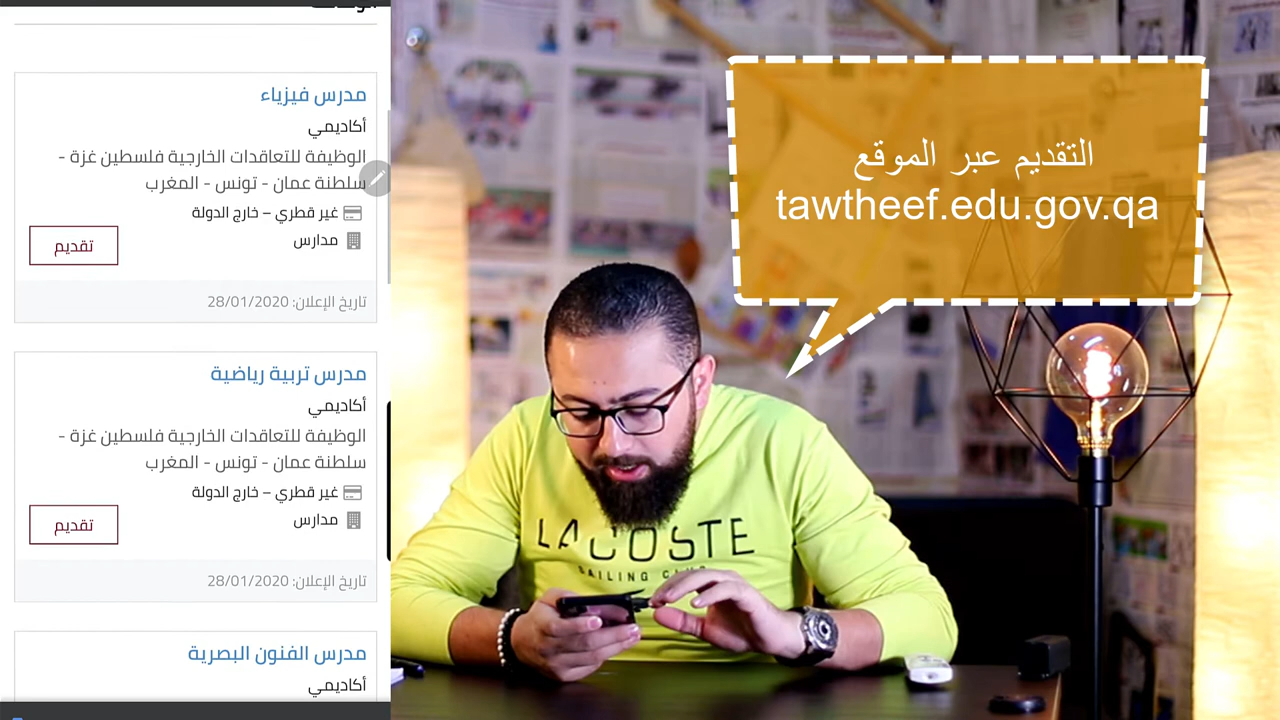 مدرس فيزياء
أكاديمي
الوظيفة للتعاقدات الخارجية فلسطين غزة -
سلطنة عمان - تونس - المغرب
غير قطري – خارج الدولة
مدارس
تقديم
تاريخ الإعلان: 28/01/2020
مدرس تربية رياضية
أكاديمي
الوظيفة للتعاقدات الخارجية فلسطين غزة -
سلطنة عمان - تونس - المغرب
غير قطري – خارج الدولة
مدارس
تقديم
تاريخ الإعلان: 28/01/2020
مدرس الفنون البصرية
أكاديمي
التقديم عبر الموقع
tawtheef.edu.gov.qa
LACOSTE
SAILING CLUB